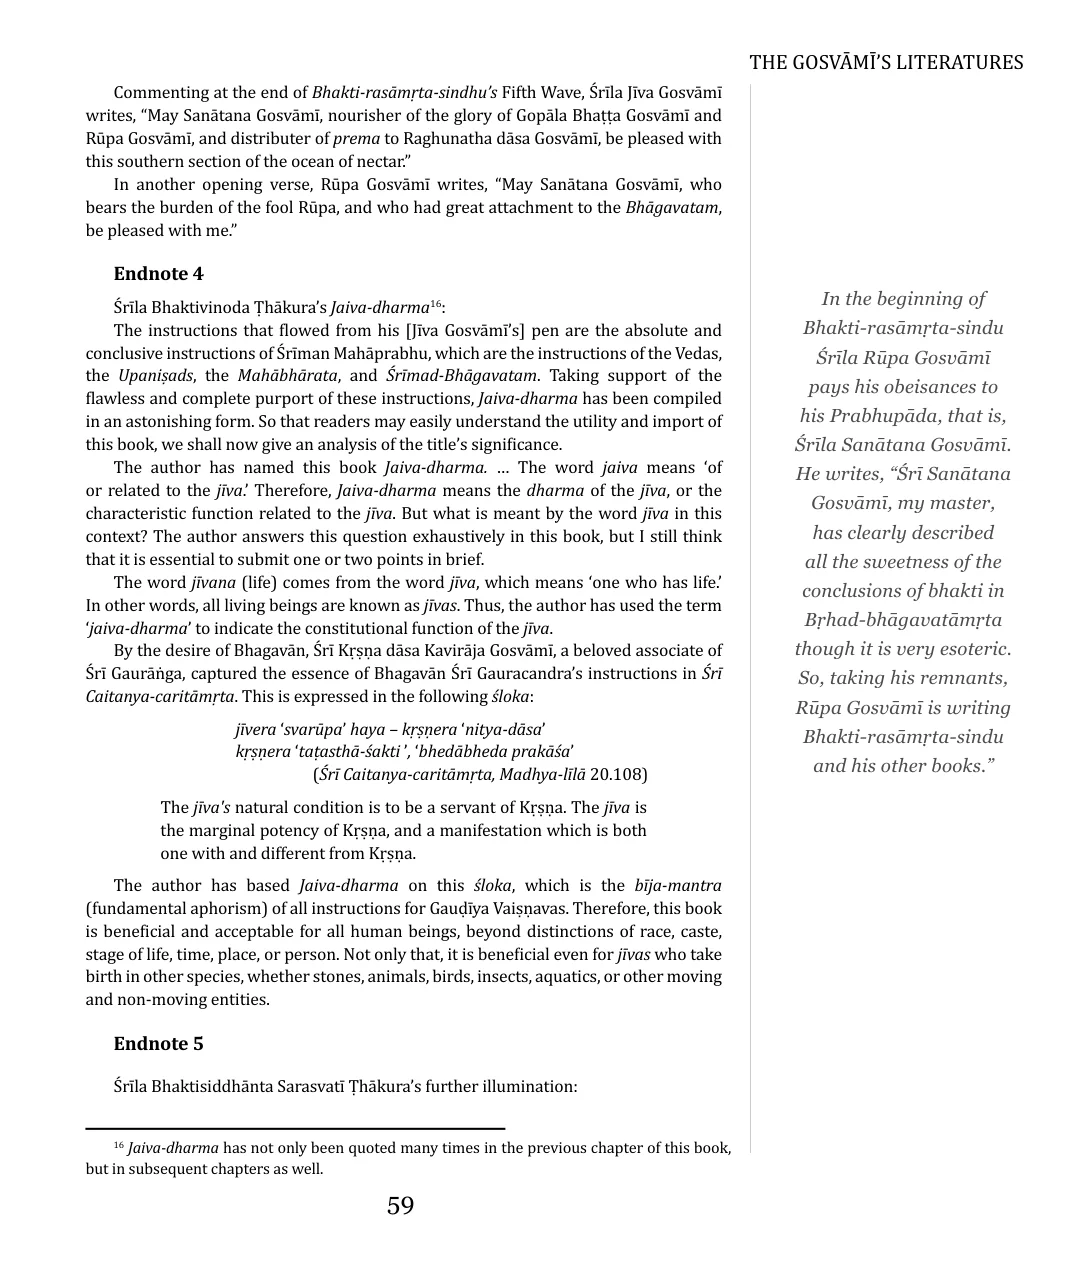 THE GOSVĀMĪ’S LITERATURES
Commenting at the end of Bhakti-rasāmṛta-sindhu’s Fifth Wave, Śrīla Jīva Gosvāmī
writes, “May Sanātana Gosvāmī, nourisher of the glory of Gopāla Bhaṭṭa Gosvāmī and
Rūpa Gosvāmī, and distributer of prema to Raghunatha dāsa Gosvāmī, be pleased with
this southern section of the ocean of nectar.”
In another opening verse, Rūpa Gosvāmī writes, “May Sanātana Gosvāmī, who
bears the burden of the fool Rūpa, and who had great attachment to the Bhāgavatam,
be pleased with me.”
Endnote 4
Śrīla Bhaktivinoda Ṭhākura’s Jaiva-dharma¹⁶:
The instructions that flowed from his [Jīva Gosvāmī’s] pen are the absolute and
conclusive instructions of Śrīman Mahāprabhu, which are the instructions of the Vedas,
the Upaniṣads, the Mahābhārata, and Śrīmad-Bhāgavatam. Taking support of the
flawless and complete purport of these instructions, Jaiva-dharma has been compiled
in an astonishing form. So that readers may easily understand the utility and import of
this book, we shall now give an analysis of the title’s significance.
The author has named this book Jaiva-dharma. … The word jaiva means ‘of
or related to the jīva.’ Therefore, Jaiva-dharma means the dharma of the jīva, or the
characteristic function related to the jīva. But what is meant by the word jīva in this
context? The author answers this question exhaustively in this book, but I still think
that it is essential to submit one or two points in brief.
The word jīvana (life) comes from the word jīva, which means ‘one who has life.’
In other words, all living beings are known as jīvas. Thus, the author has used the term
‘jaiva-dharma’ to indicate the constitutional function of the jīva.
By the desire of Bhagavān, Śrī Kṛṣṇa dāsa Kavirāja Gosvāmī, a beloved associate of
Śrī Gaurāṅga, captured the essence of Bhagavān Śrī Gauracandra’s instructions in Śrī
Caitanya-caritāmṛta. This is expressed in the following śloka:
jīvera ‘svarūpa’ haya – kṛṣṇera ‘nitya-dāsa’
kṛṣṇera ‘taṭasthā-śakti ’, ‘bhedābheda prakāśa’
(Śrī Caitanya-caritāmṛta, Madhya-līlā 20.108)
The jīva's natural condition is to be a servant of Kṛṣṇa. The jīva is
the marginal potency of Kṛṣṇa, and a manifestation which is both
one with and different from Kṛṣṇa.
The author has based Jaiva-dharma on this śloka, which is the bīja-mantra
(fundamental aphorism) of all instructions for Gauḍīya Vaiṣṇavas. Therefore, this book
is beneficial and acceptable for all human beings, beyond distinctions of race, caste,
stage of life, time, place, or person. Not only that, it is beneficial even for jīvas who take
birth in other species, whether stones, animals, birds, insects, aquatics, or other moving
and non-moving entities.
Endnote 5
Śrīla Bhaktisiddhānta Sarasvatī Ṭhākura’s further illumination:
¹⁶ Jaiva-dharma has not only been quoted many times in the previous chapter of this book,
but in subsequent chapters as well.
In the beginning of
Bhakti-rasāmṛta-sindu
Śrīla Rūpa Gosvāmī
pays his obeisances to
his Prabhupāda, that is,
Śrīla Sanātana Gosvāmī.
He writes, “Śrī Sanātana
Gosvāmī, my master,
has clearly described
all the sweetness of the
conclusions of bhakti in
Bṛhad-bhāgavatāmṛta
though it is very esoteric.
So, taking his remnants,
Rūpa Gosvāmī is writing
Bhakti-rasāmṛta-sindu
and his other books.”
59